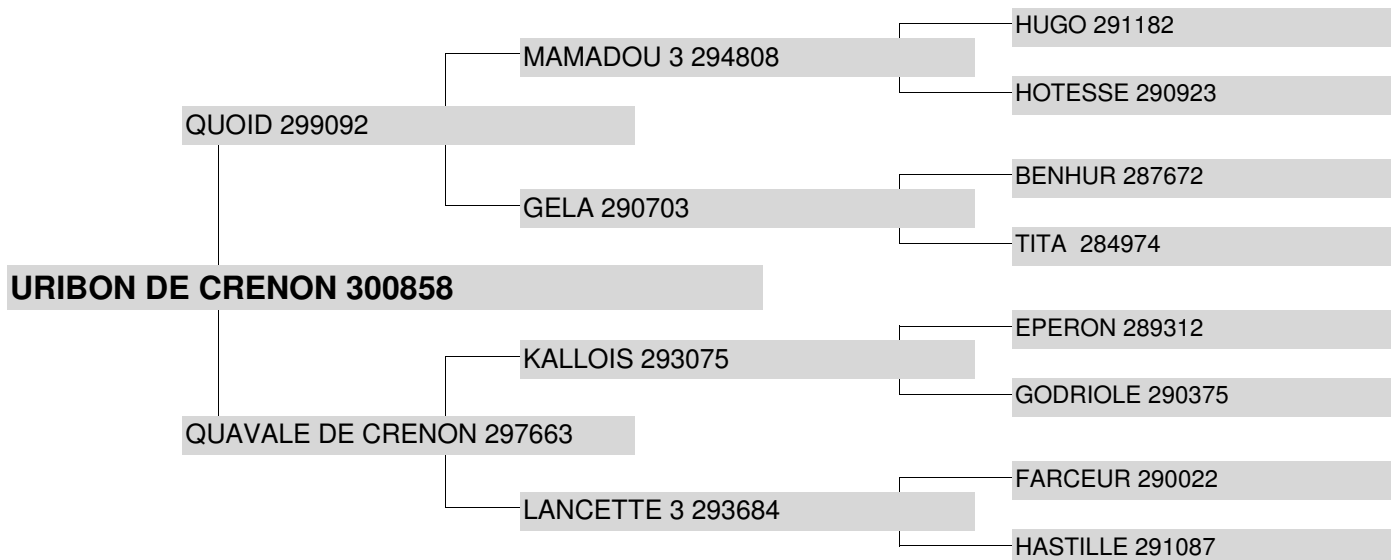 HUGO 291182
MAMADOU 3 294808
HOTESSE 290923
QUOID 299092
BENHUR 287672
GELA 290703
TITA  284974
URIBON DE CRENON 300858
EPERON 289312
KALLOIS 293075
GODRIOLE 290375
QUAVALE DE CRENON 297663
FARCEUR 290022
LANCETTE 3 293684
HASTILLE 291087